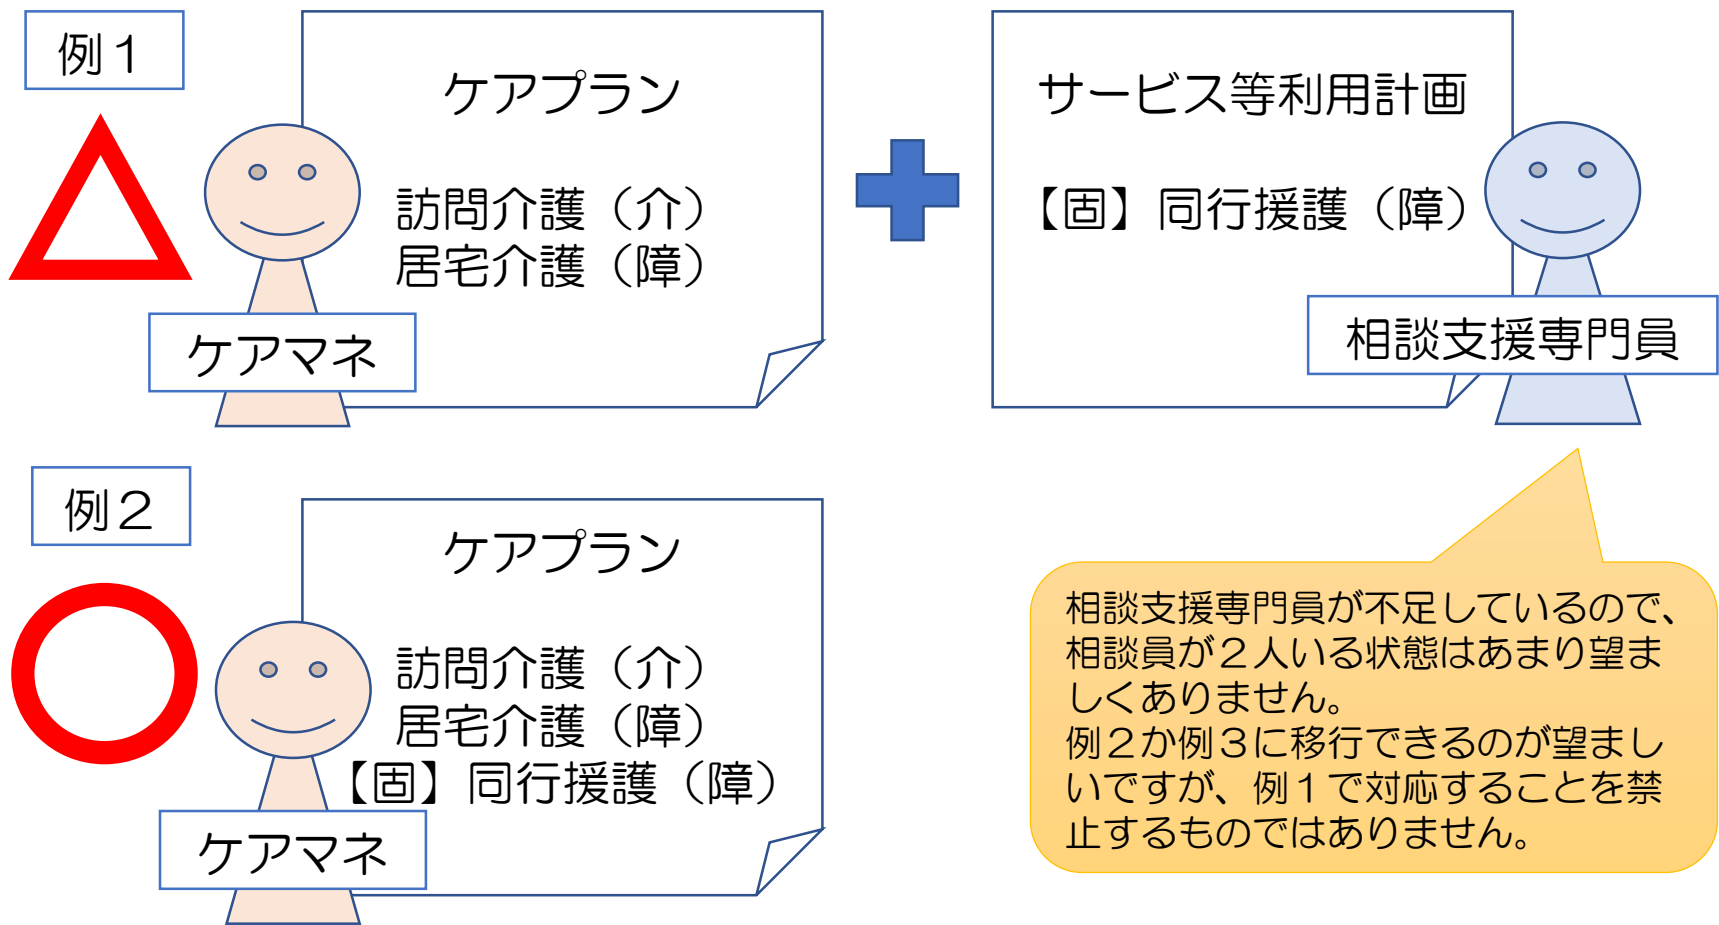 例１
ケアプラン
訪問介護（介）
居宅介護（障）
ケアマネ
サービス等利用計画
【固】同行援護（障）
相談支援専門員
例２
ケアプラン
訪問介護（介）
居宅介護（障）
【固】同行援護（障）
ケアマネ
相談支援専門員が不足しているので、
相談員が２人いる状態はあまり望ま
しくありません。
例２か例３に移行できるのが望まし
いですが、例１で対応することを禁
止するものではありません。